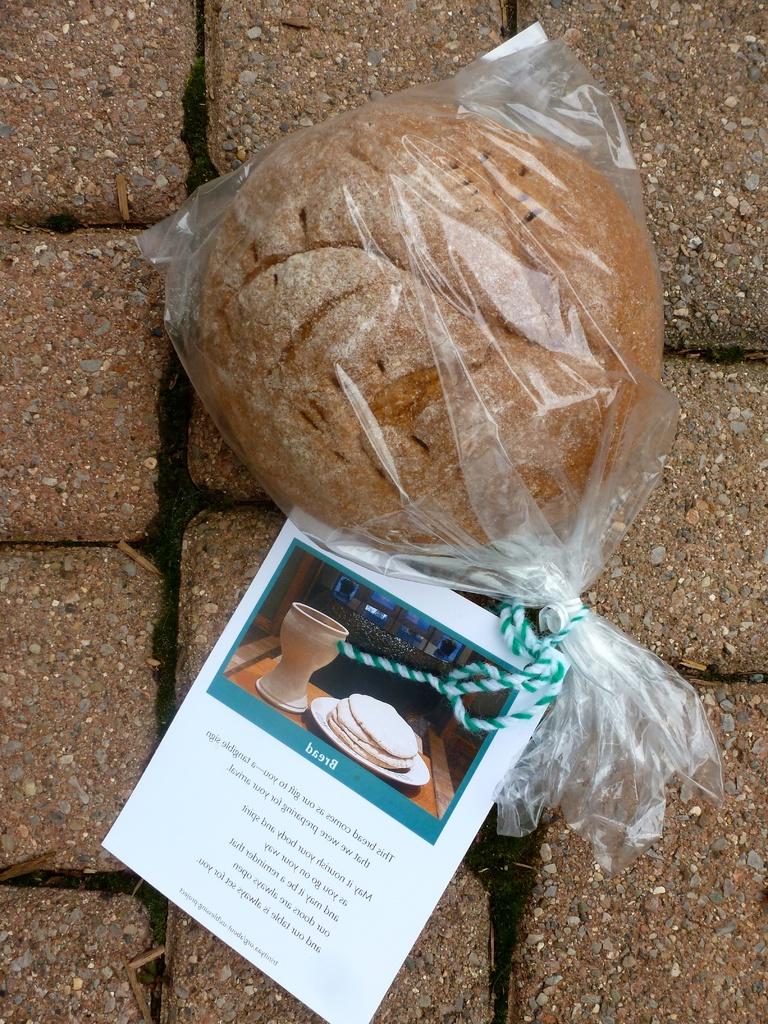 Bread
This bread comes as our gift to you—a tangible sign
that we were preparing for your arrival.
May it nourish your body and spirit
as you go on your way
and may it be a reminder that
our doors are always open
and our table is always set for you.